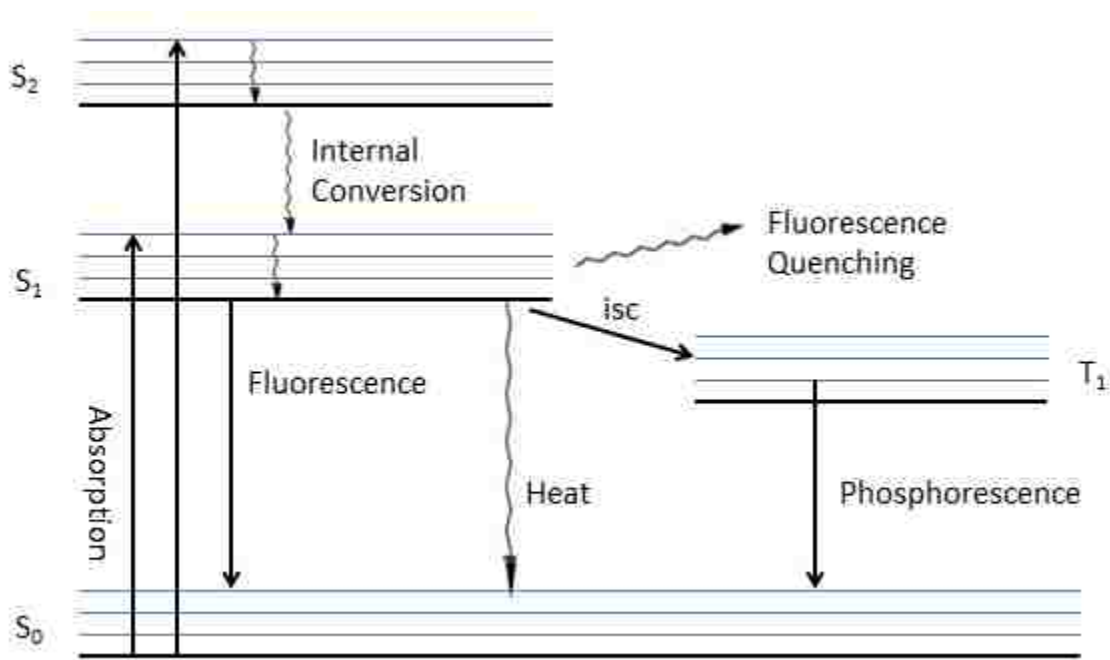 S₂
Internal
Conversion
Fluorescence
Quenching
S₁
isc
T₁
Fluorescence
Absorption
Heat
Phosphorescence
S₀